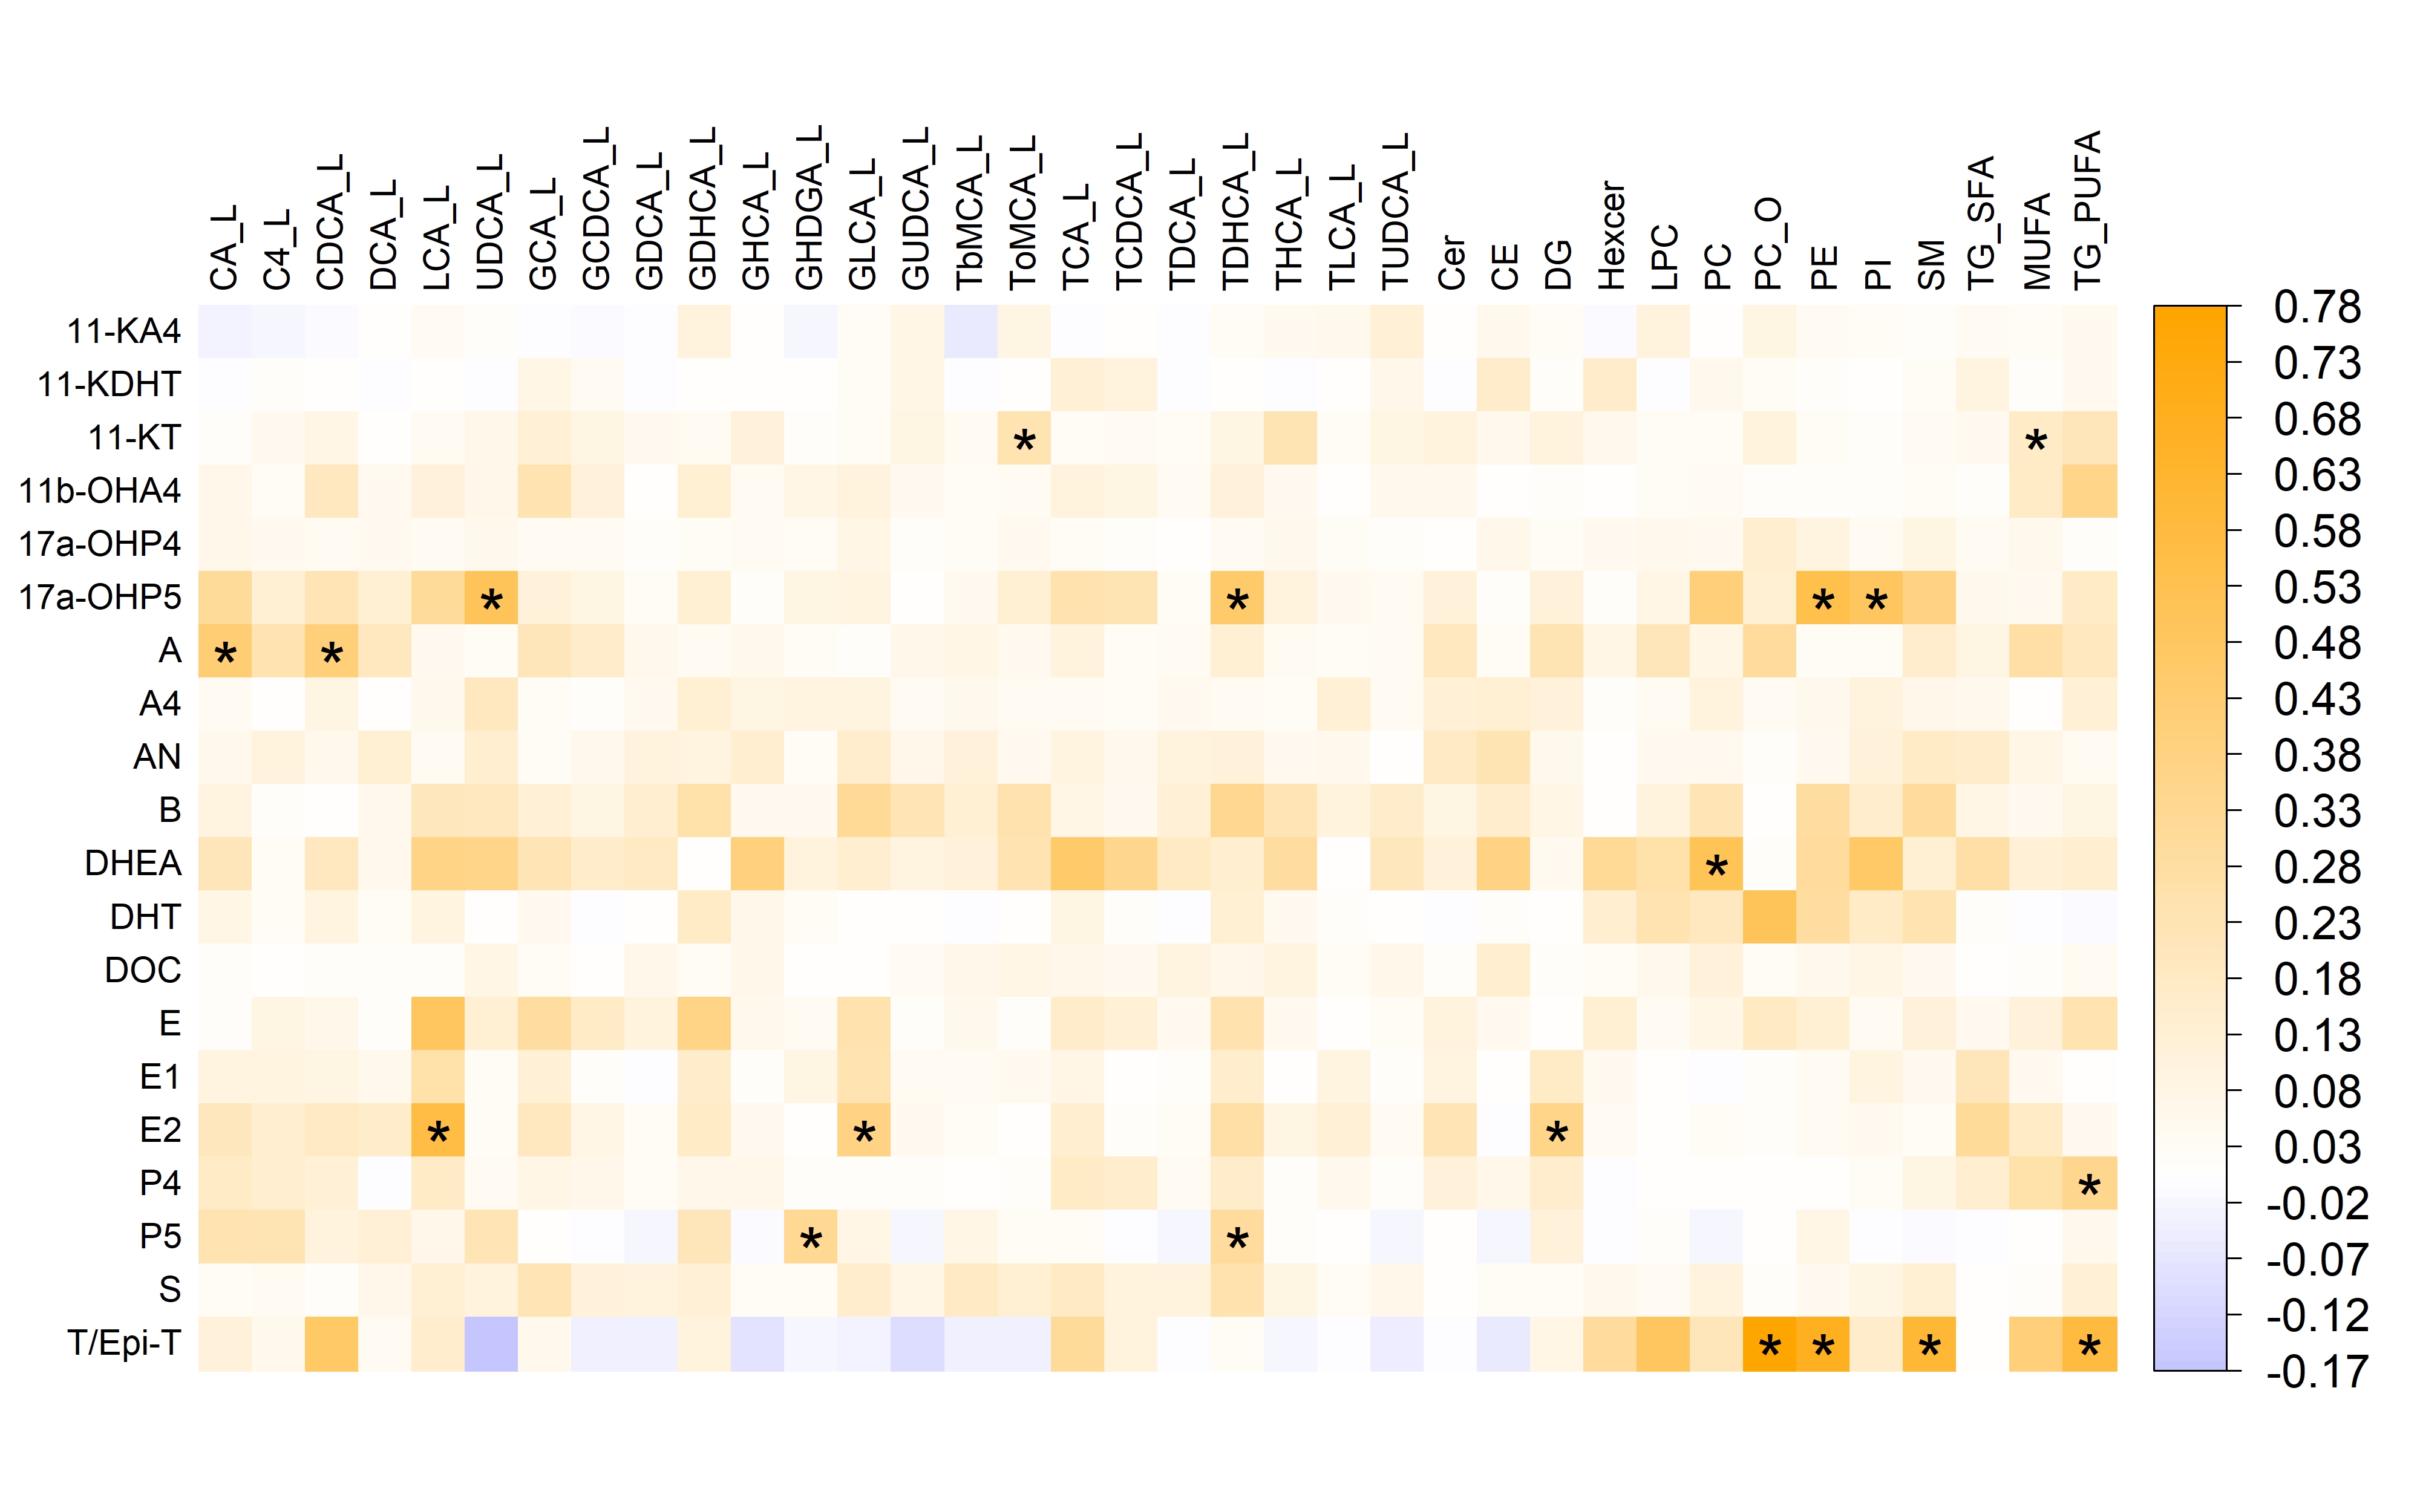 CA_L
C4_L
CDCA_L
DCA_L
LCA_L
UDCA_L
GCA_L
GCDCA_L
GDCA_L
GDHCA_L
GHCA_L
GHDGA_L
GLCA_L
GUDCA_L
TbMCA_L
ToMCA_L
TCA_L
TCDCA_L
TDCA_L
TDHCA_L
THCA_L
TLCA_L
TUDCA_L
Cer
CE
DG
Hexcer
LPC
PC
PC_O
PE
PI
SM
TG_SFA
MUFA
TG_PUFA
11-KA4
11-KDHT
11-KT
* *
11b-OHA4
17a-OHP4
17a-OHP5
* * * *
A
* *
A4
AN
B
DHEA
*
DHT
DOC
E
E1
E2
* * *
P4
*
P5
* *
S
T/Epi-T
* * * *
0.78
0.73
0.68
0.63
0.58
0.53
0.48
0.43
0.38
0.33
0.28
0.23
0.18
0.13
0.08
0.03
-0.02
-0.07
-0.12
-0.17